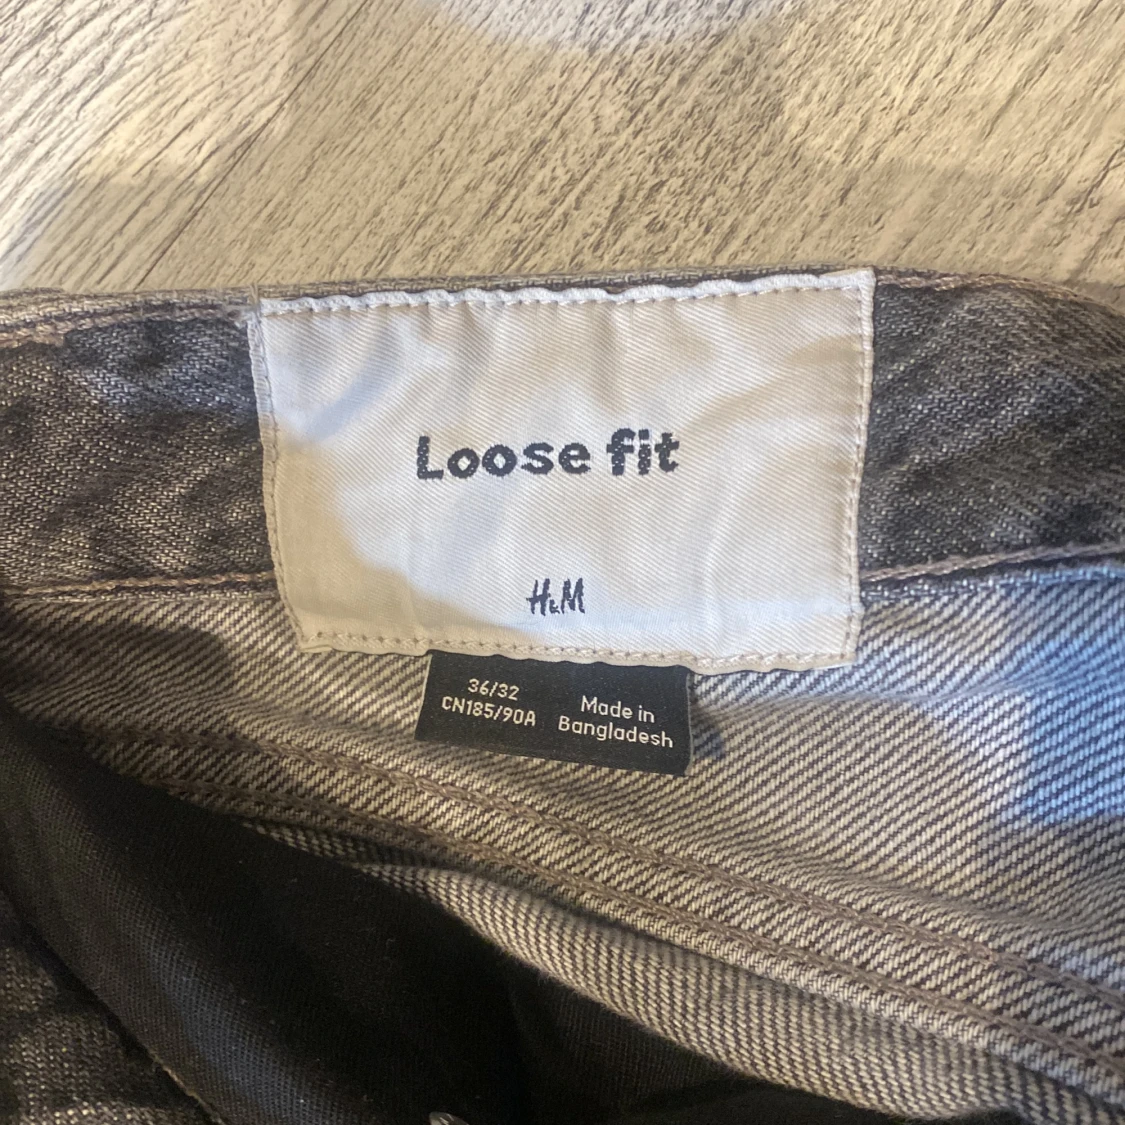 Loose fit
H&M
36/32
CN185/90A
Made in
Bangladesh